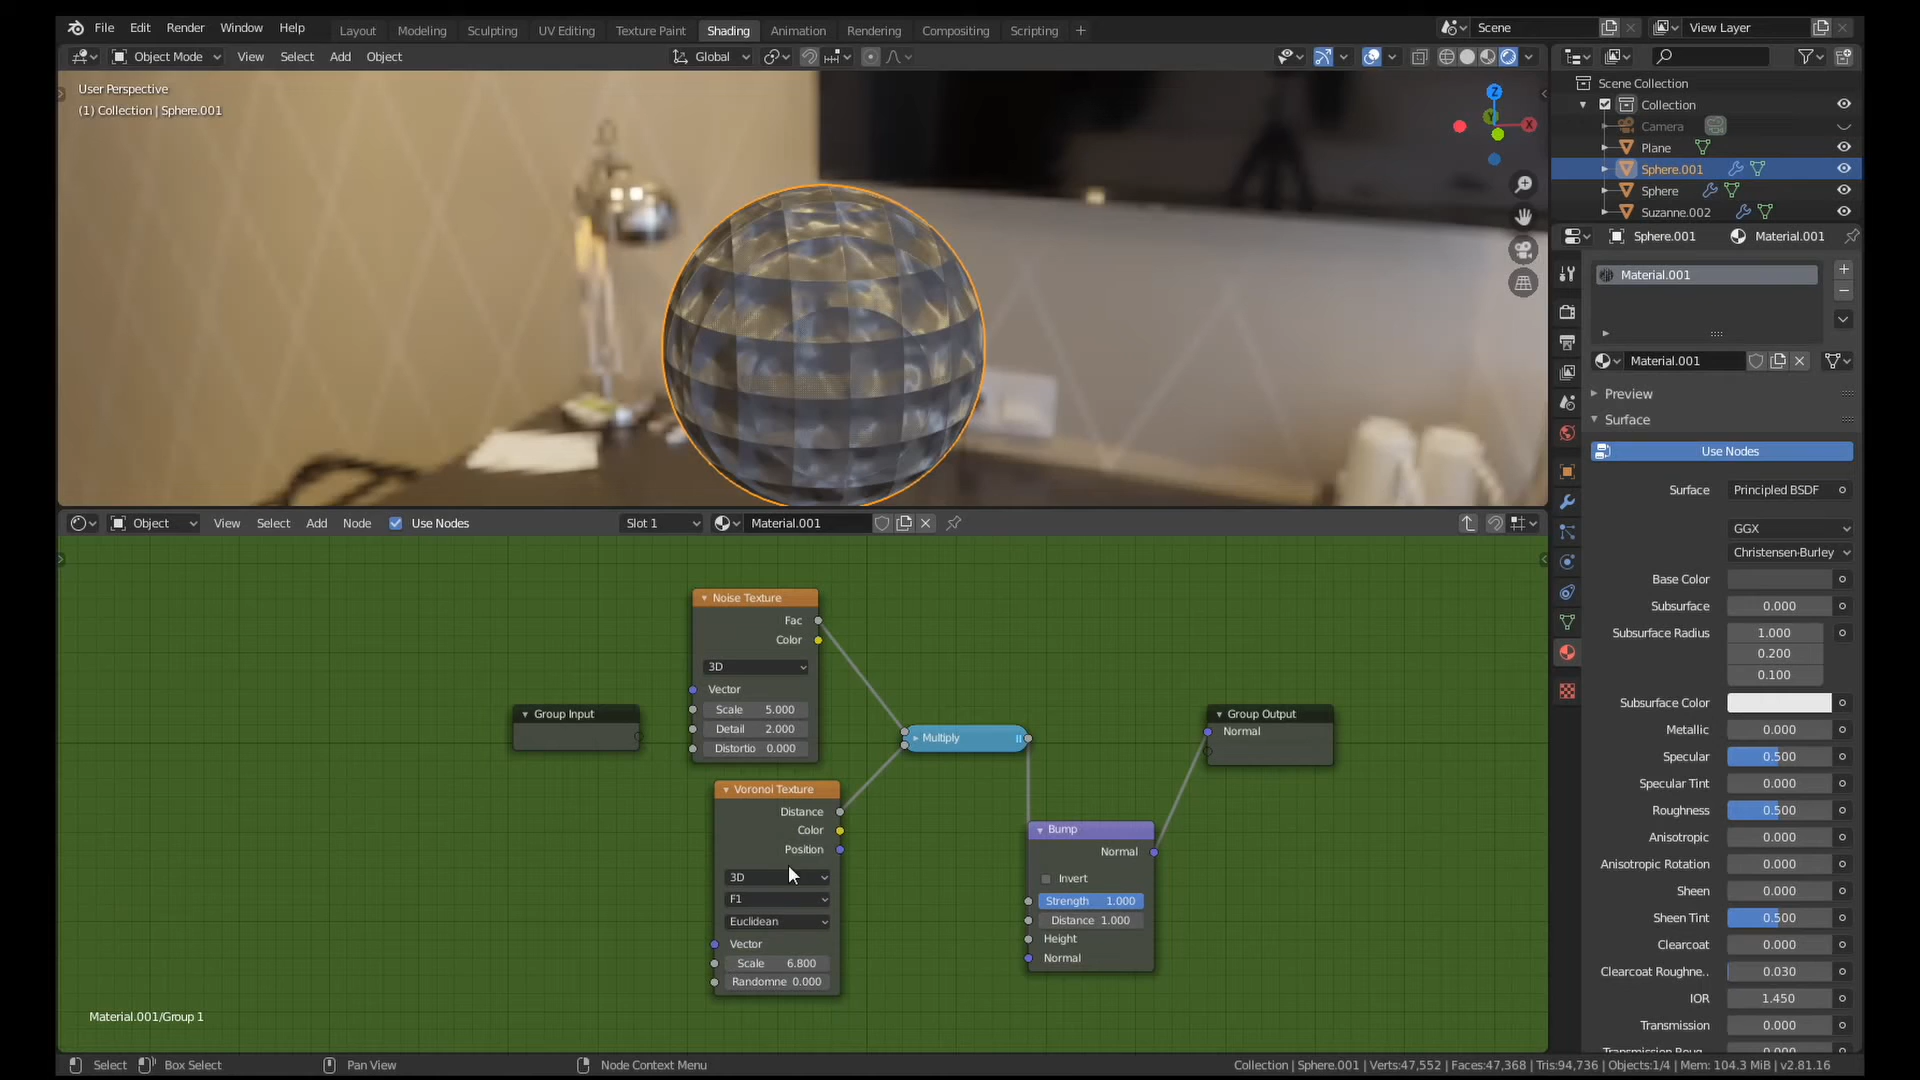 File Edit Render Window Help Layout Modeling Sculpting UV Editing Texture Paint Shading Animation Rendering Compositing Scripting + Scene View Layer
Object Mode View Select Add Object Global
User Perspective
(1) Collection | Sphere.001
Z
Y
X
Scene Collection
Collection
Camera
Plane
Sphere.001
Sphere
Suzanne.002
Sphere.001 Material.001
Material.001
Material.001
Preview
Surface
Use Nodes
Surface Principled BSDF
GGX
Christensen-Burley
Base Color
Subsurface 0.000
Subsurface Radius 1.000
0.200
0.100
Subsurface Color
Metallic 0.000
Specular 0.500
Specular Tint 0.000
Roughness 0.500
Anisotropic 0.000
Anisotropic Rotation 0.000
Sheen 0.000
Sheen Tint 0.500
Clearcoat 0.000
Clearcoat Roughne.. 0.030
IOR 1.450
Transmission 0.000
Object View Select Add Node Use Nodes Slot 1 Material.001
Noise Texture
Fac
Color
3D
Vector
Scale 5.000
Detail 2.000
Distortio 0.000
Group Input
Voronoi Texture
Distance
Color
Position
3D
F1
Euclidean
Vector
Scale 6.800
Randomne 0.000
Multiply
Bump
Normal
Invert
Strength 1.000
Distance 1.000
Height
Normal
Group Output
Normal
Material.001/Group 1
Select Box Select Pan View Node Context Menu Collection | Sphere.001 | Verts:47,552 | Faces:47,368 | Tris:94,736 | Objects:1/4 | Mem: 104.3 MiB | v2.81.16